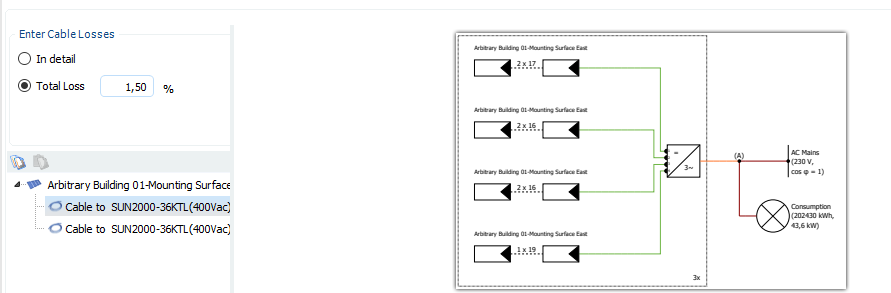 Enter Cable Losses
In detail
Total Loss 1,50 %
Arbitrary Building 01-Mounting Surface
Cable to SUN2000-36KTL(400Vac)
Cable to SUN2000-36KTL(400Vac)
Arbitrary Building 01-Mounting Surface East
2 x 17
Arbitrary Building 01-Mounting Surface East
2 x 16
Arbitrary Building 01-Mounting Surface East
2 x 16
Arbitrary Building 01-Mounting Surface East
1 x 19
=
3~
3x
(A)
AC Mains
(230 V,
cos φ = 1)
Consumption
(202430 kWh,
43,6 kW)